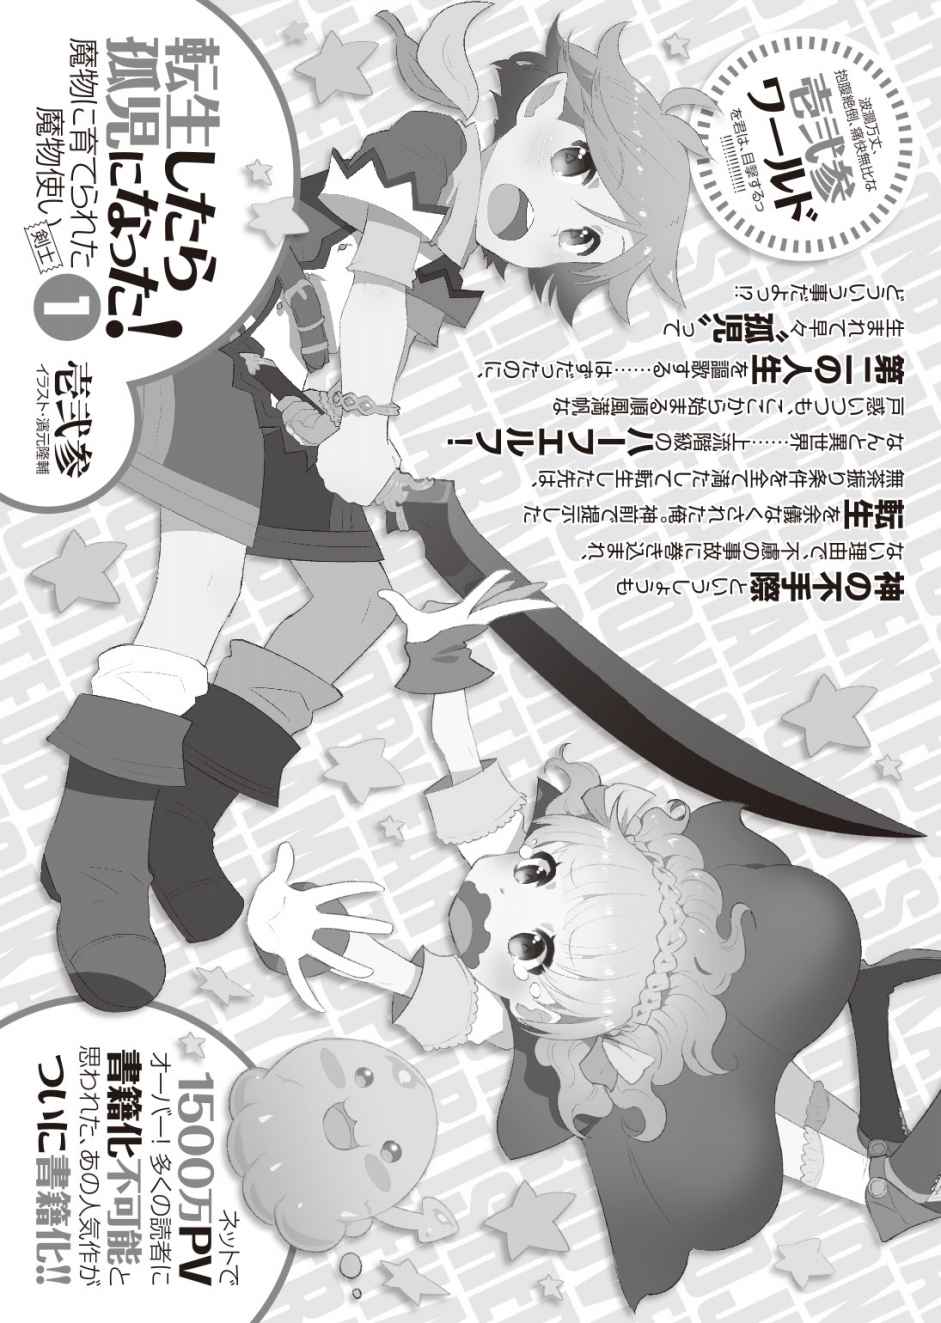 波瀾万丈、
抱腹絶倒、痛快無比な
壱弐参
ワールド
を君は、目撃するっ
!!!!!!!!!!!!!!!
転生したら
孤児になった!
魔物に育てられた
魔物使い
(剣士)
1
壱弐参
イラスト:濱元隆輔
神の不手際というしょうも
ない理由で、不慮の事故に巻き込まれ、
転生を余儀なくされた俺。神前で提示した
無茶振り条件を全て満たして転生した先は、
なんと異世界……上流階級のハーフエルフ!
戸惑いつつも、ここから始まる順風満帆な
第二の人生を謳歌する……はずだったのに、
生まれて早々〝孤児〟って
どういう事だよっ!?
ネットで
1500万PV
オーバー! 多くの読者に
書籍化不可能と
思われた、あの人気作が
ついに書籍化!!